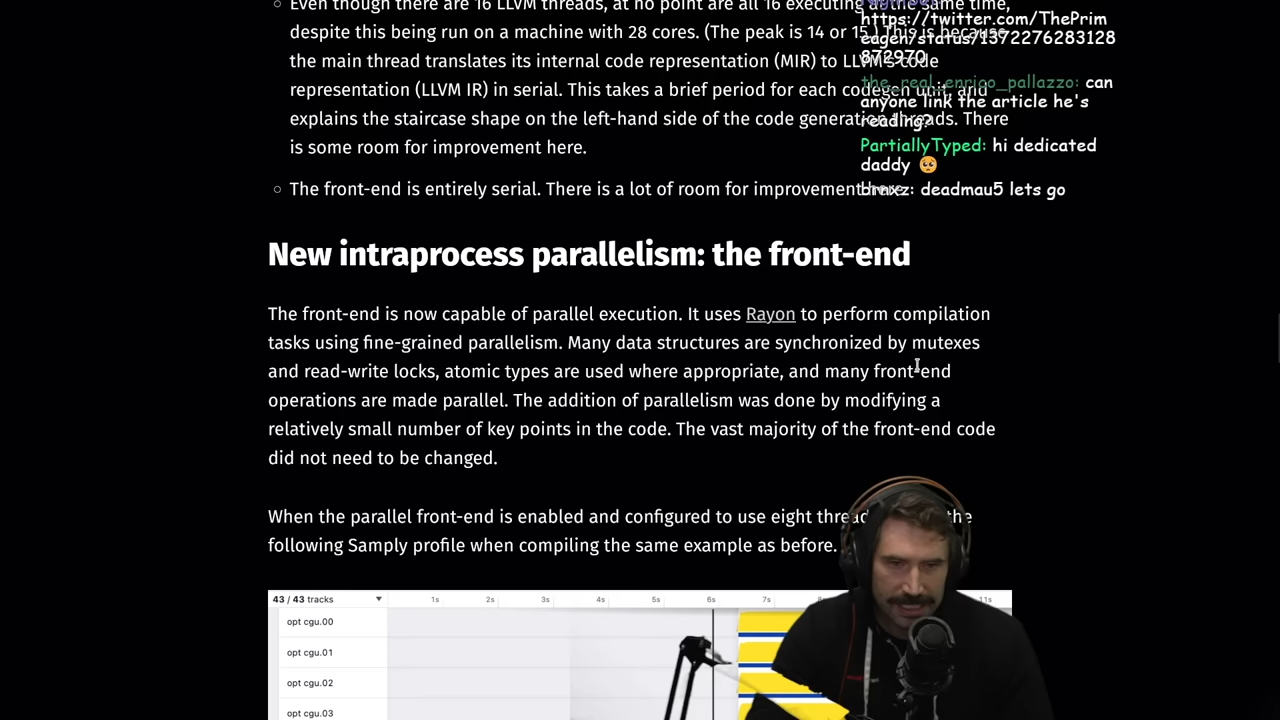 Even though there are 16 LLVM threads, at no point are all 16 executing at the same time,
despite this being run on a machine with 28 cores. (The peak is 14 or 15.) This is because
the main thread translates its internal code representation (MIR) to LLVM's code
representation (LLVM IR) in serial. This takes a brief period for each codegen unit, and
explains the staircase shape on the left-hand side of the code generation threads. There
is some room for improvement here.
The front-end is entirely serial. There is a lot of room for improvement here.
https://twitter.com/ThePrim
eagen/status/1372276283128
872970
the_real_enrico_pallazzo: can
anyone link the article he's
reading?
PartiallyTyped: hi dedicated
daddy 🥺
brnxz: deadmau5 lets go
New intraprocess parallelism: the front-end
The front-end is now capable of parallel execution. It uses Rayon to perform compilation
tasks using fine-grained parallelism. Many data structures are synchronized by mutexes
and read-write locks, atomic types are used where appropriate, and many front-end
operations are made parallel. The addition of parallelism was done by modifying a
relatively small number of key points in the code. The vast majority of the front-end code
did not need to be changed.
When the parallel front-end is enabled and configured to use eight the
following Samply profile when compiling the same example as before.
43 / 43 tracks 1s 2s 3s 4s 5s 6s 7s 11s
opt cgu.00
opt cgu.01
opt cgu.02
opt cgu.03